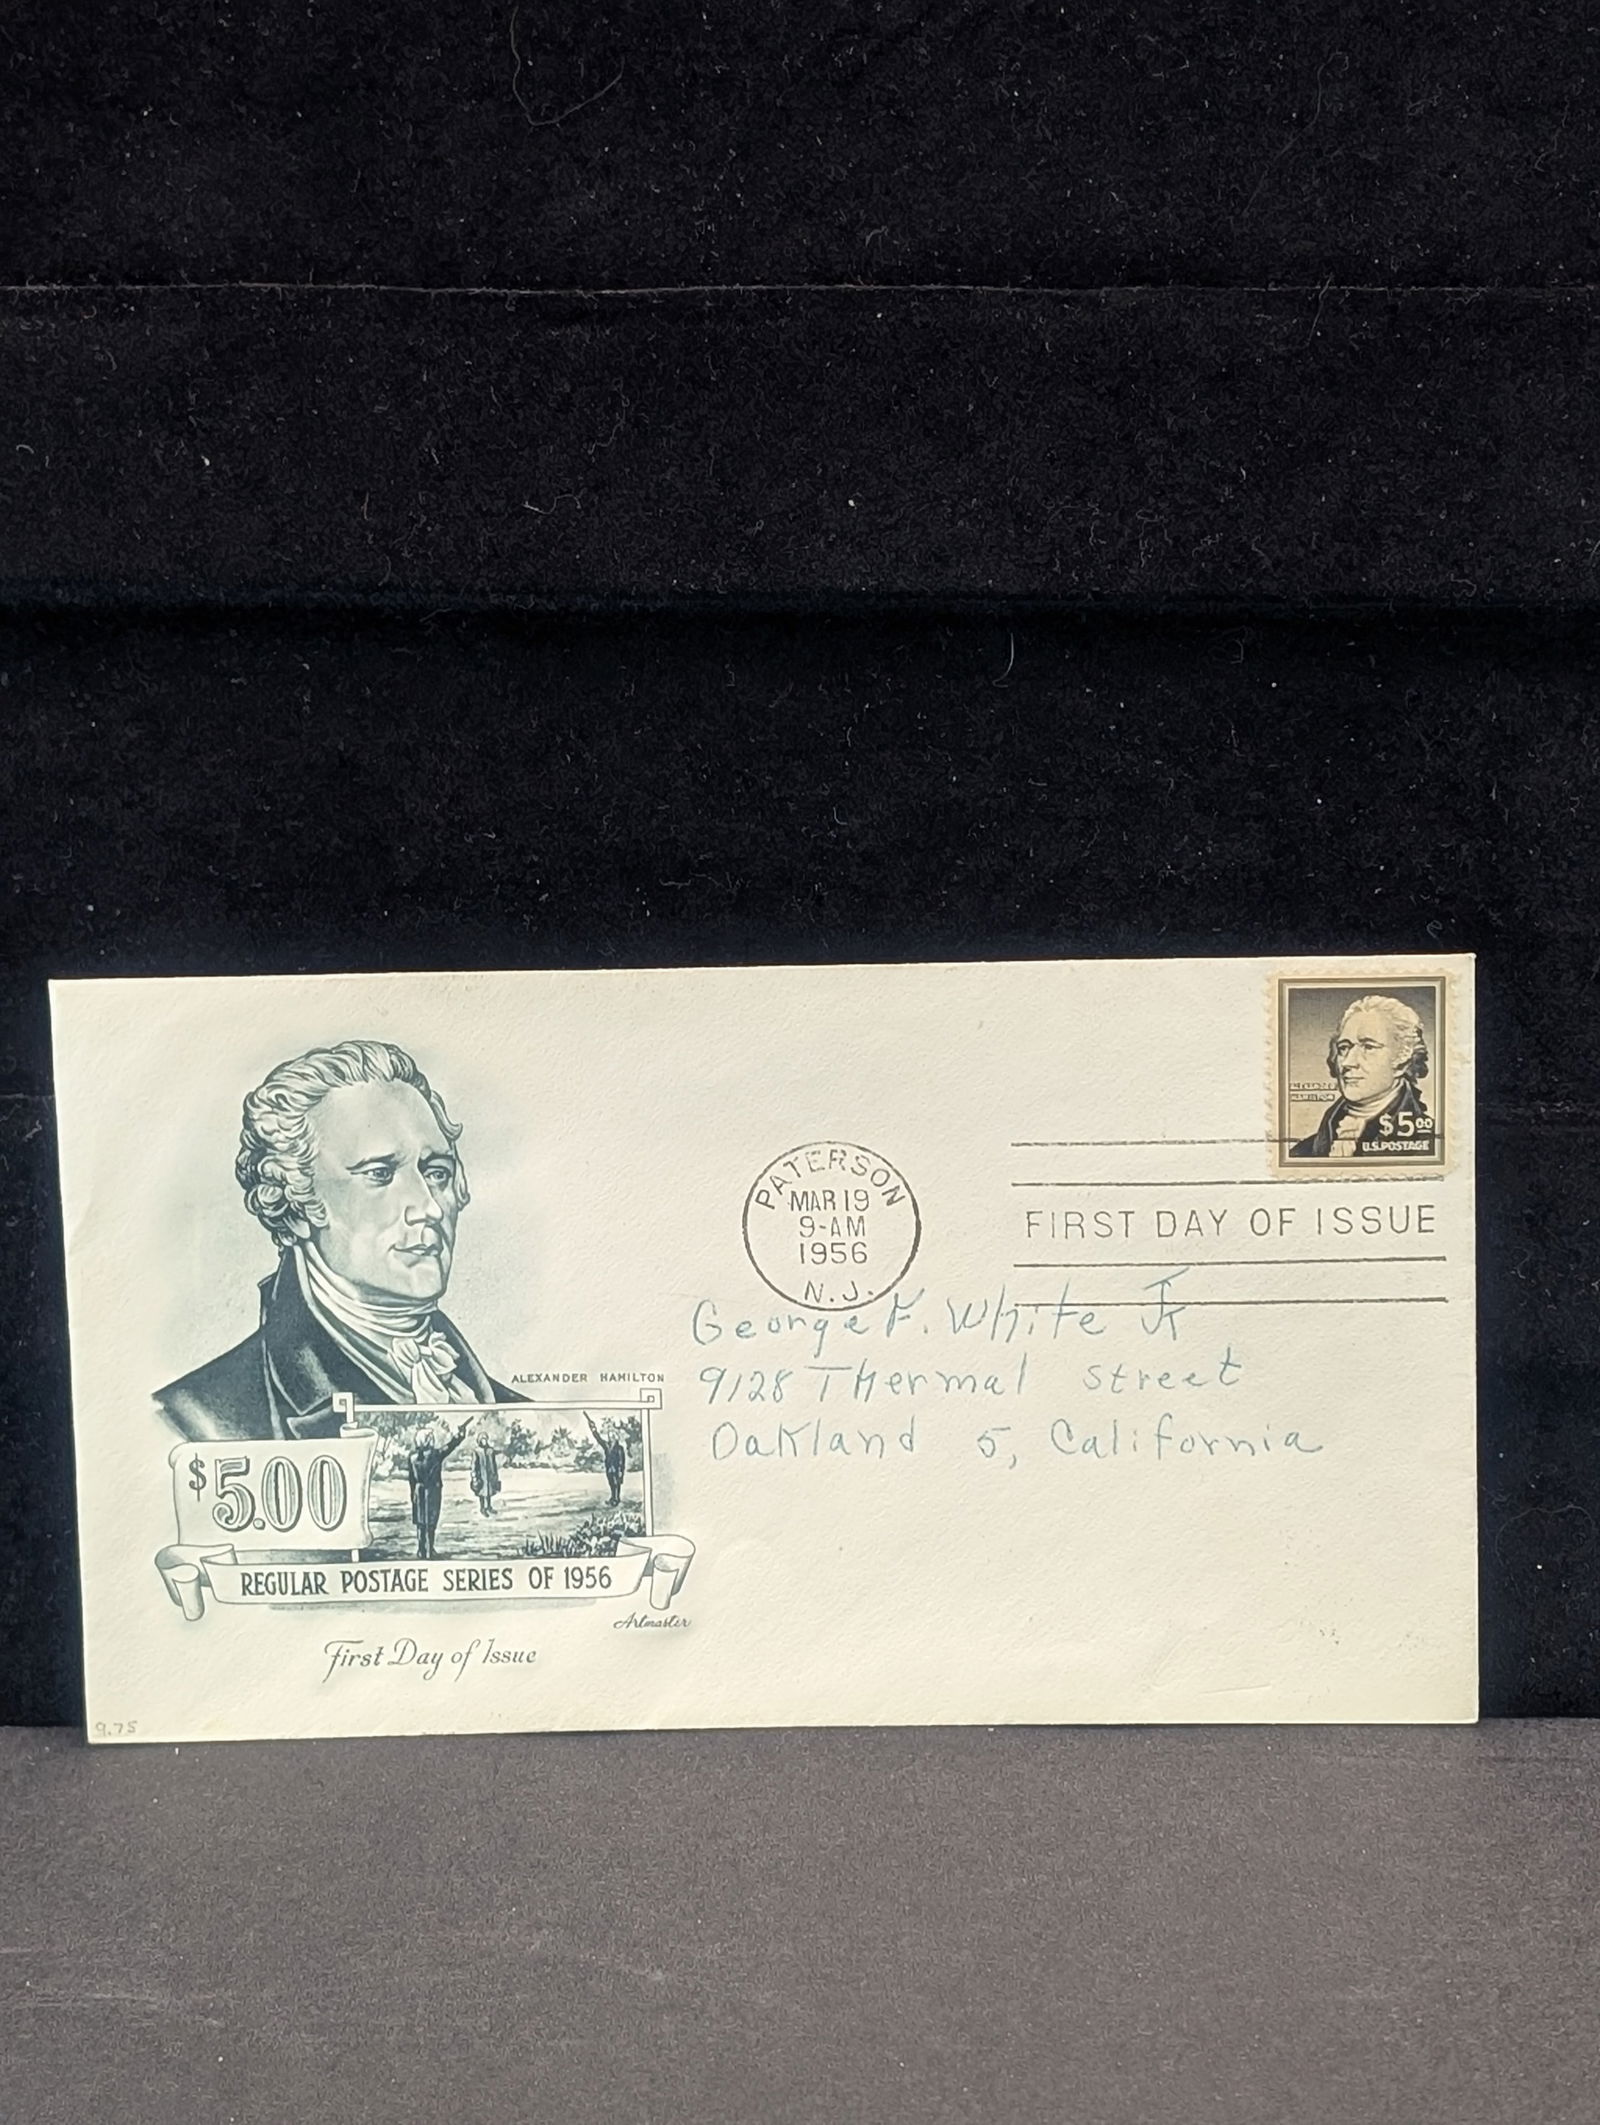 ALEXANDER
HAMILTON
$5.00
U.S.POSTAGE
PATERSON
MAR 19
9-AM
1956
N.J.
FIRST DAY OF ISSUE
George F. White Jr
9128 THermal Street
Oakland 5, California
ALEXANDER HAMILTON
$5.00
REGULAR POSTAGE SERIES OF 1956
Artmaster
First Day of Issue
9.75